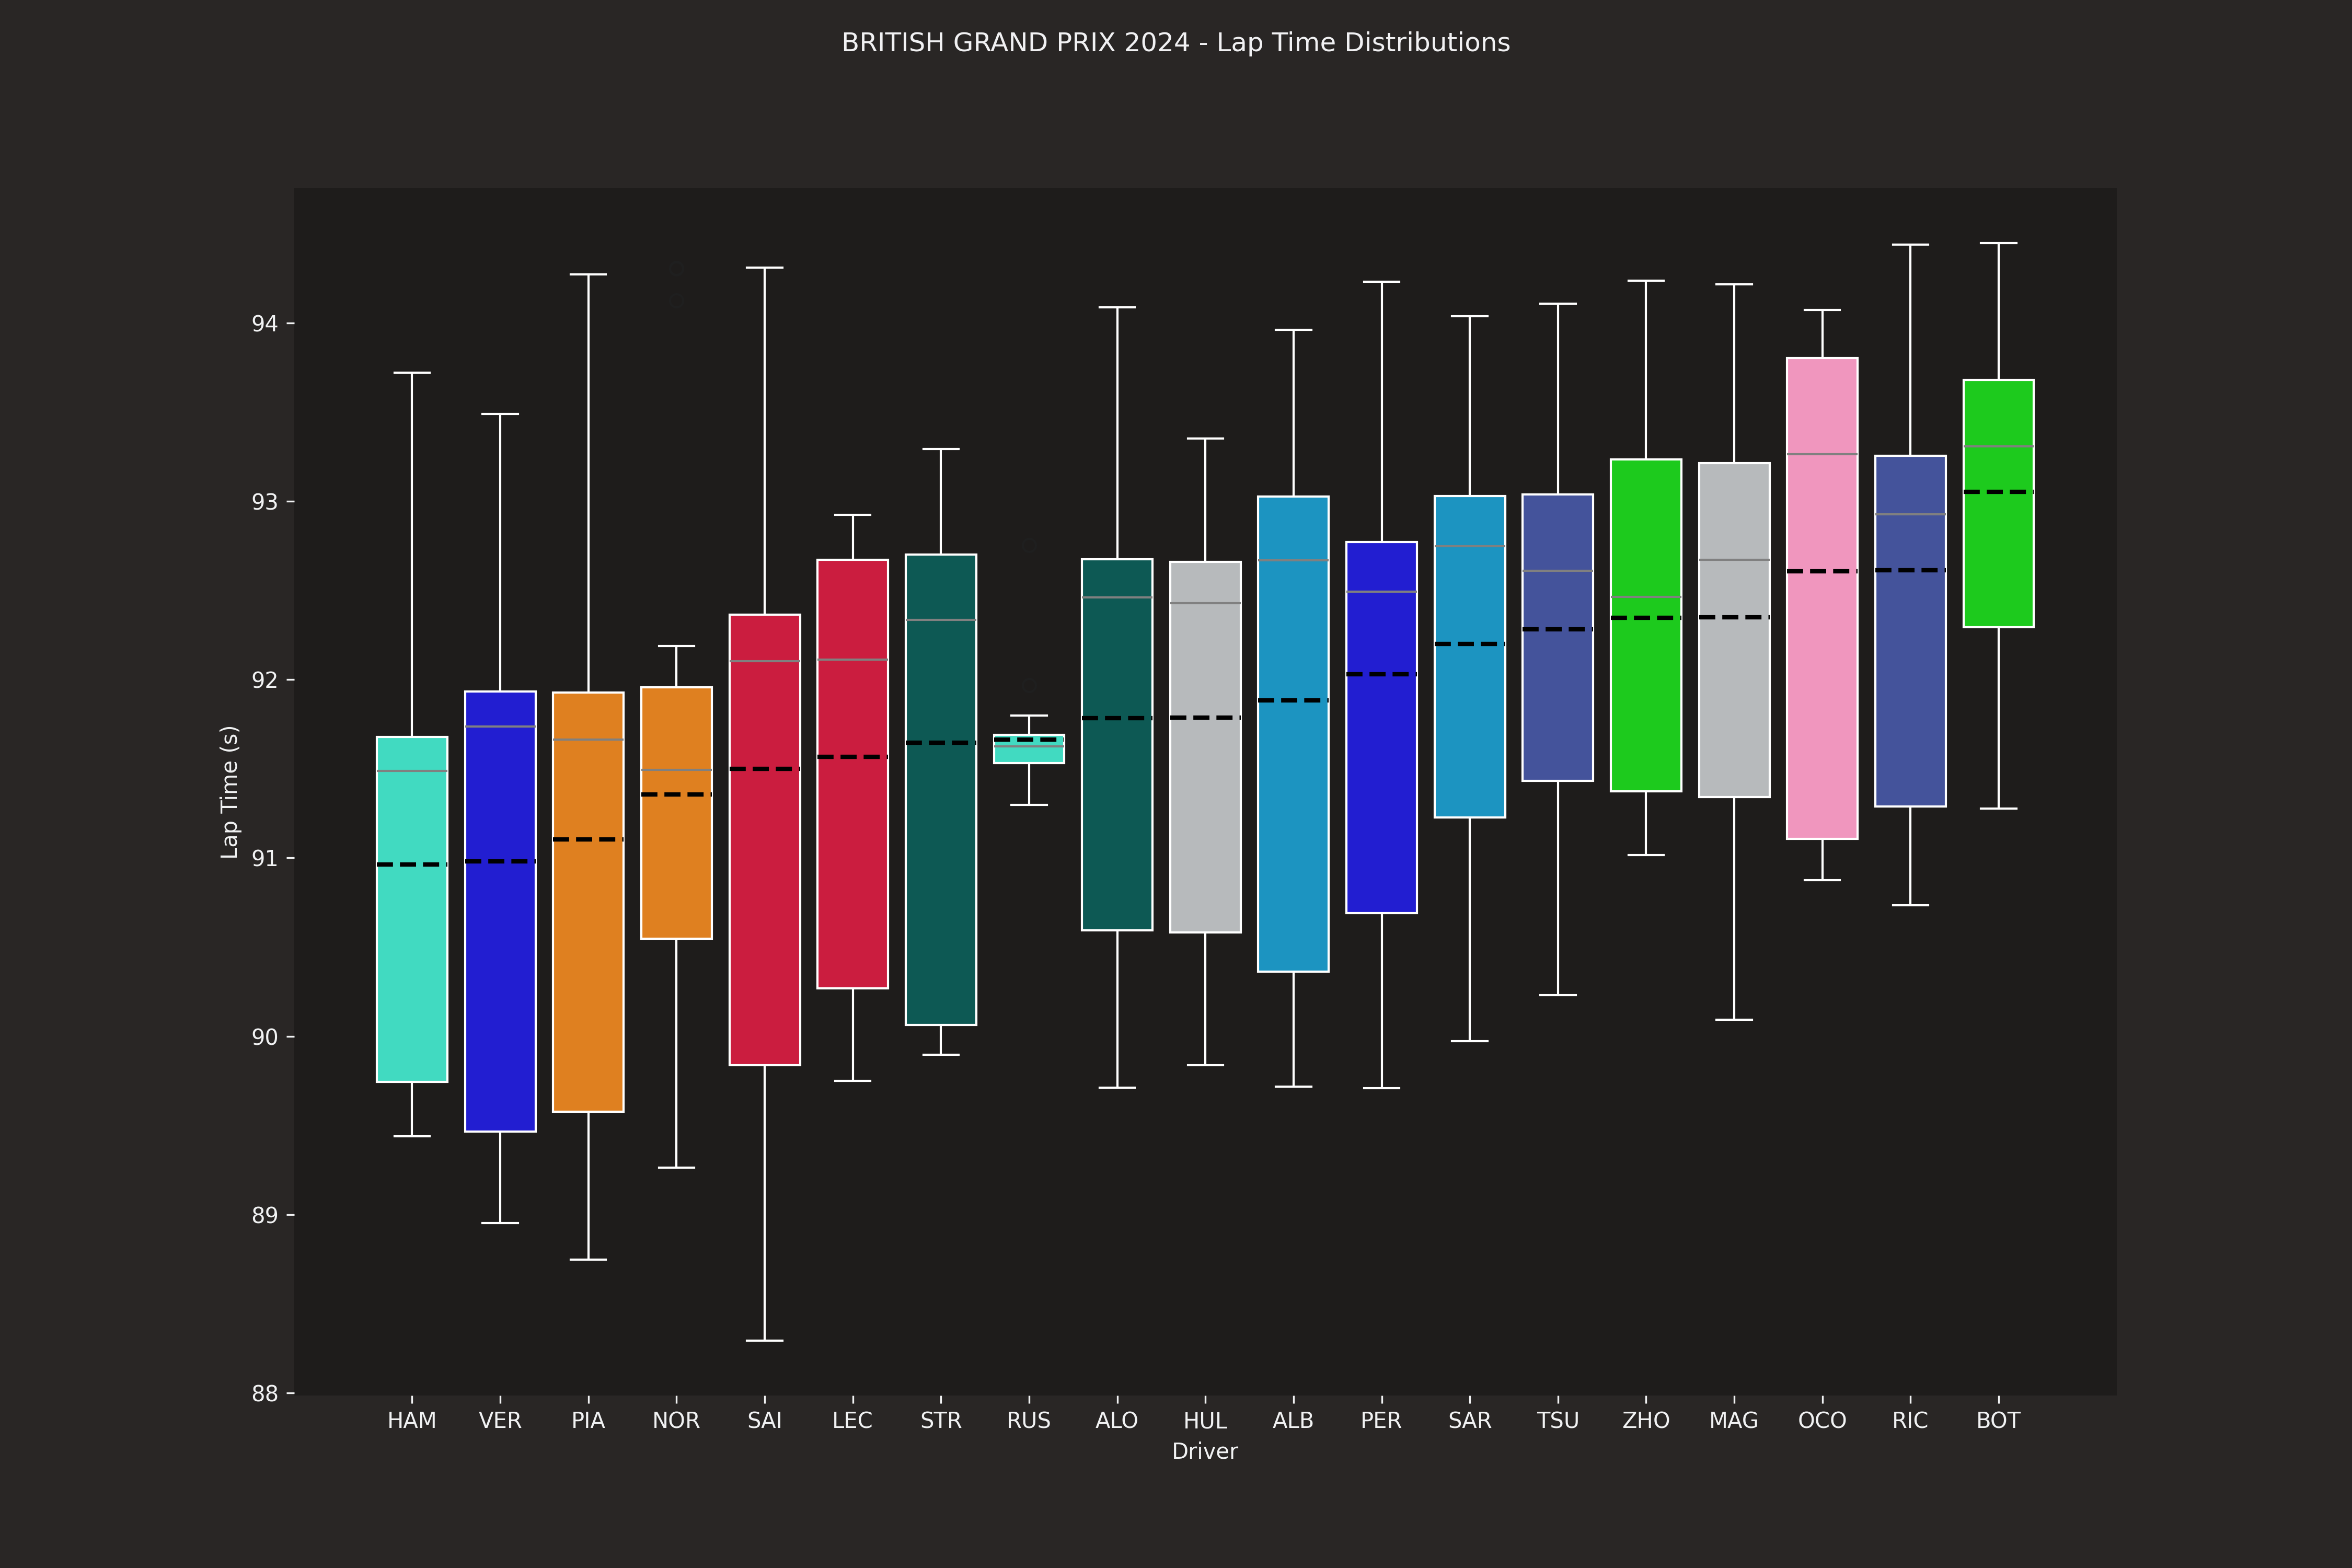 BRITISH GRAND PRIX 2024 - Lap Time Distributions
Lap Time (s)
94
93
92
91
90
89
88
HAM VER PIA NOR SAI LEC STR RUS ALO HUL ALB PER SAR TSU ZHO MAG OCO RIC BOT
Driver